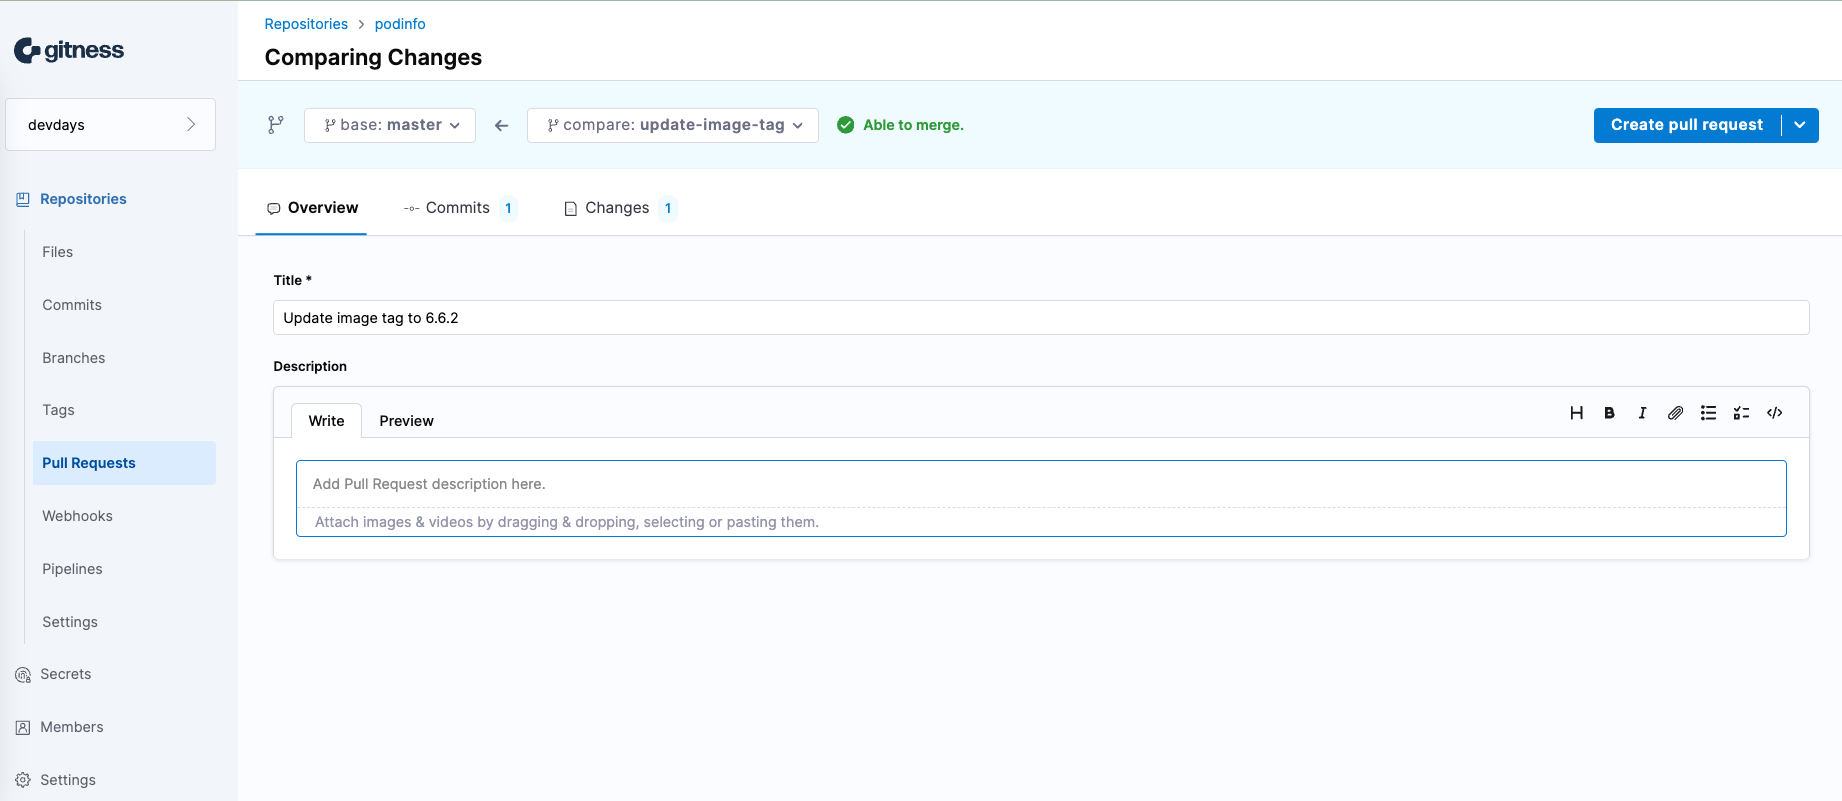 gitness
devdays
Repositories
Files
Commits
Branches
Tags
Pull Requests
Webhooks
Pipelines
Settings
Secrets
Members
Settings
Repositories > podinfo
Comparing Changes
base: master
compare: update-image-tag
Able to merge.
Create pull request
Overview
Commits 1
Changes 1
Title *
Update image tag to 6.6.2
Description
Write
Preview
H B I
Add Pull Request description here.
Attach images & videos by dragging & dropping, selecting or pasting them.